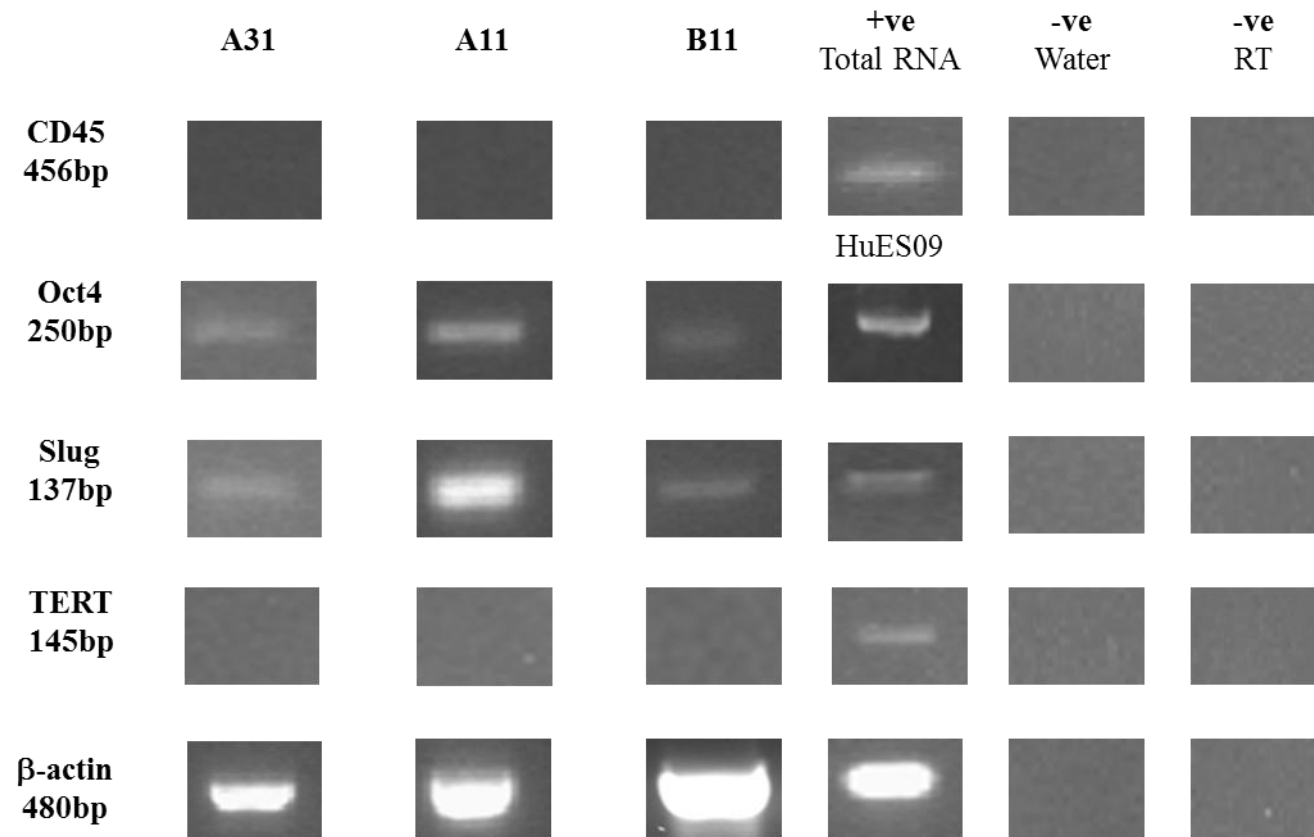 A31 A11 B11 +ve -ve -ve
Total RNA Water RT
CD45
456bp
HuES09
Oct4
250bp
Slug
137bp
TERT
145bp
β-actin
480bp